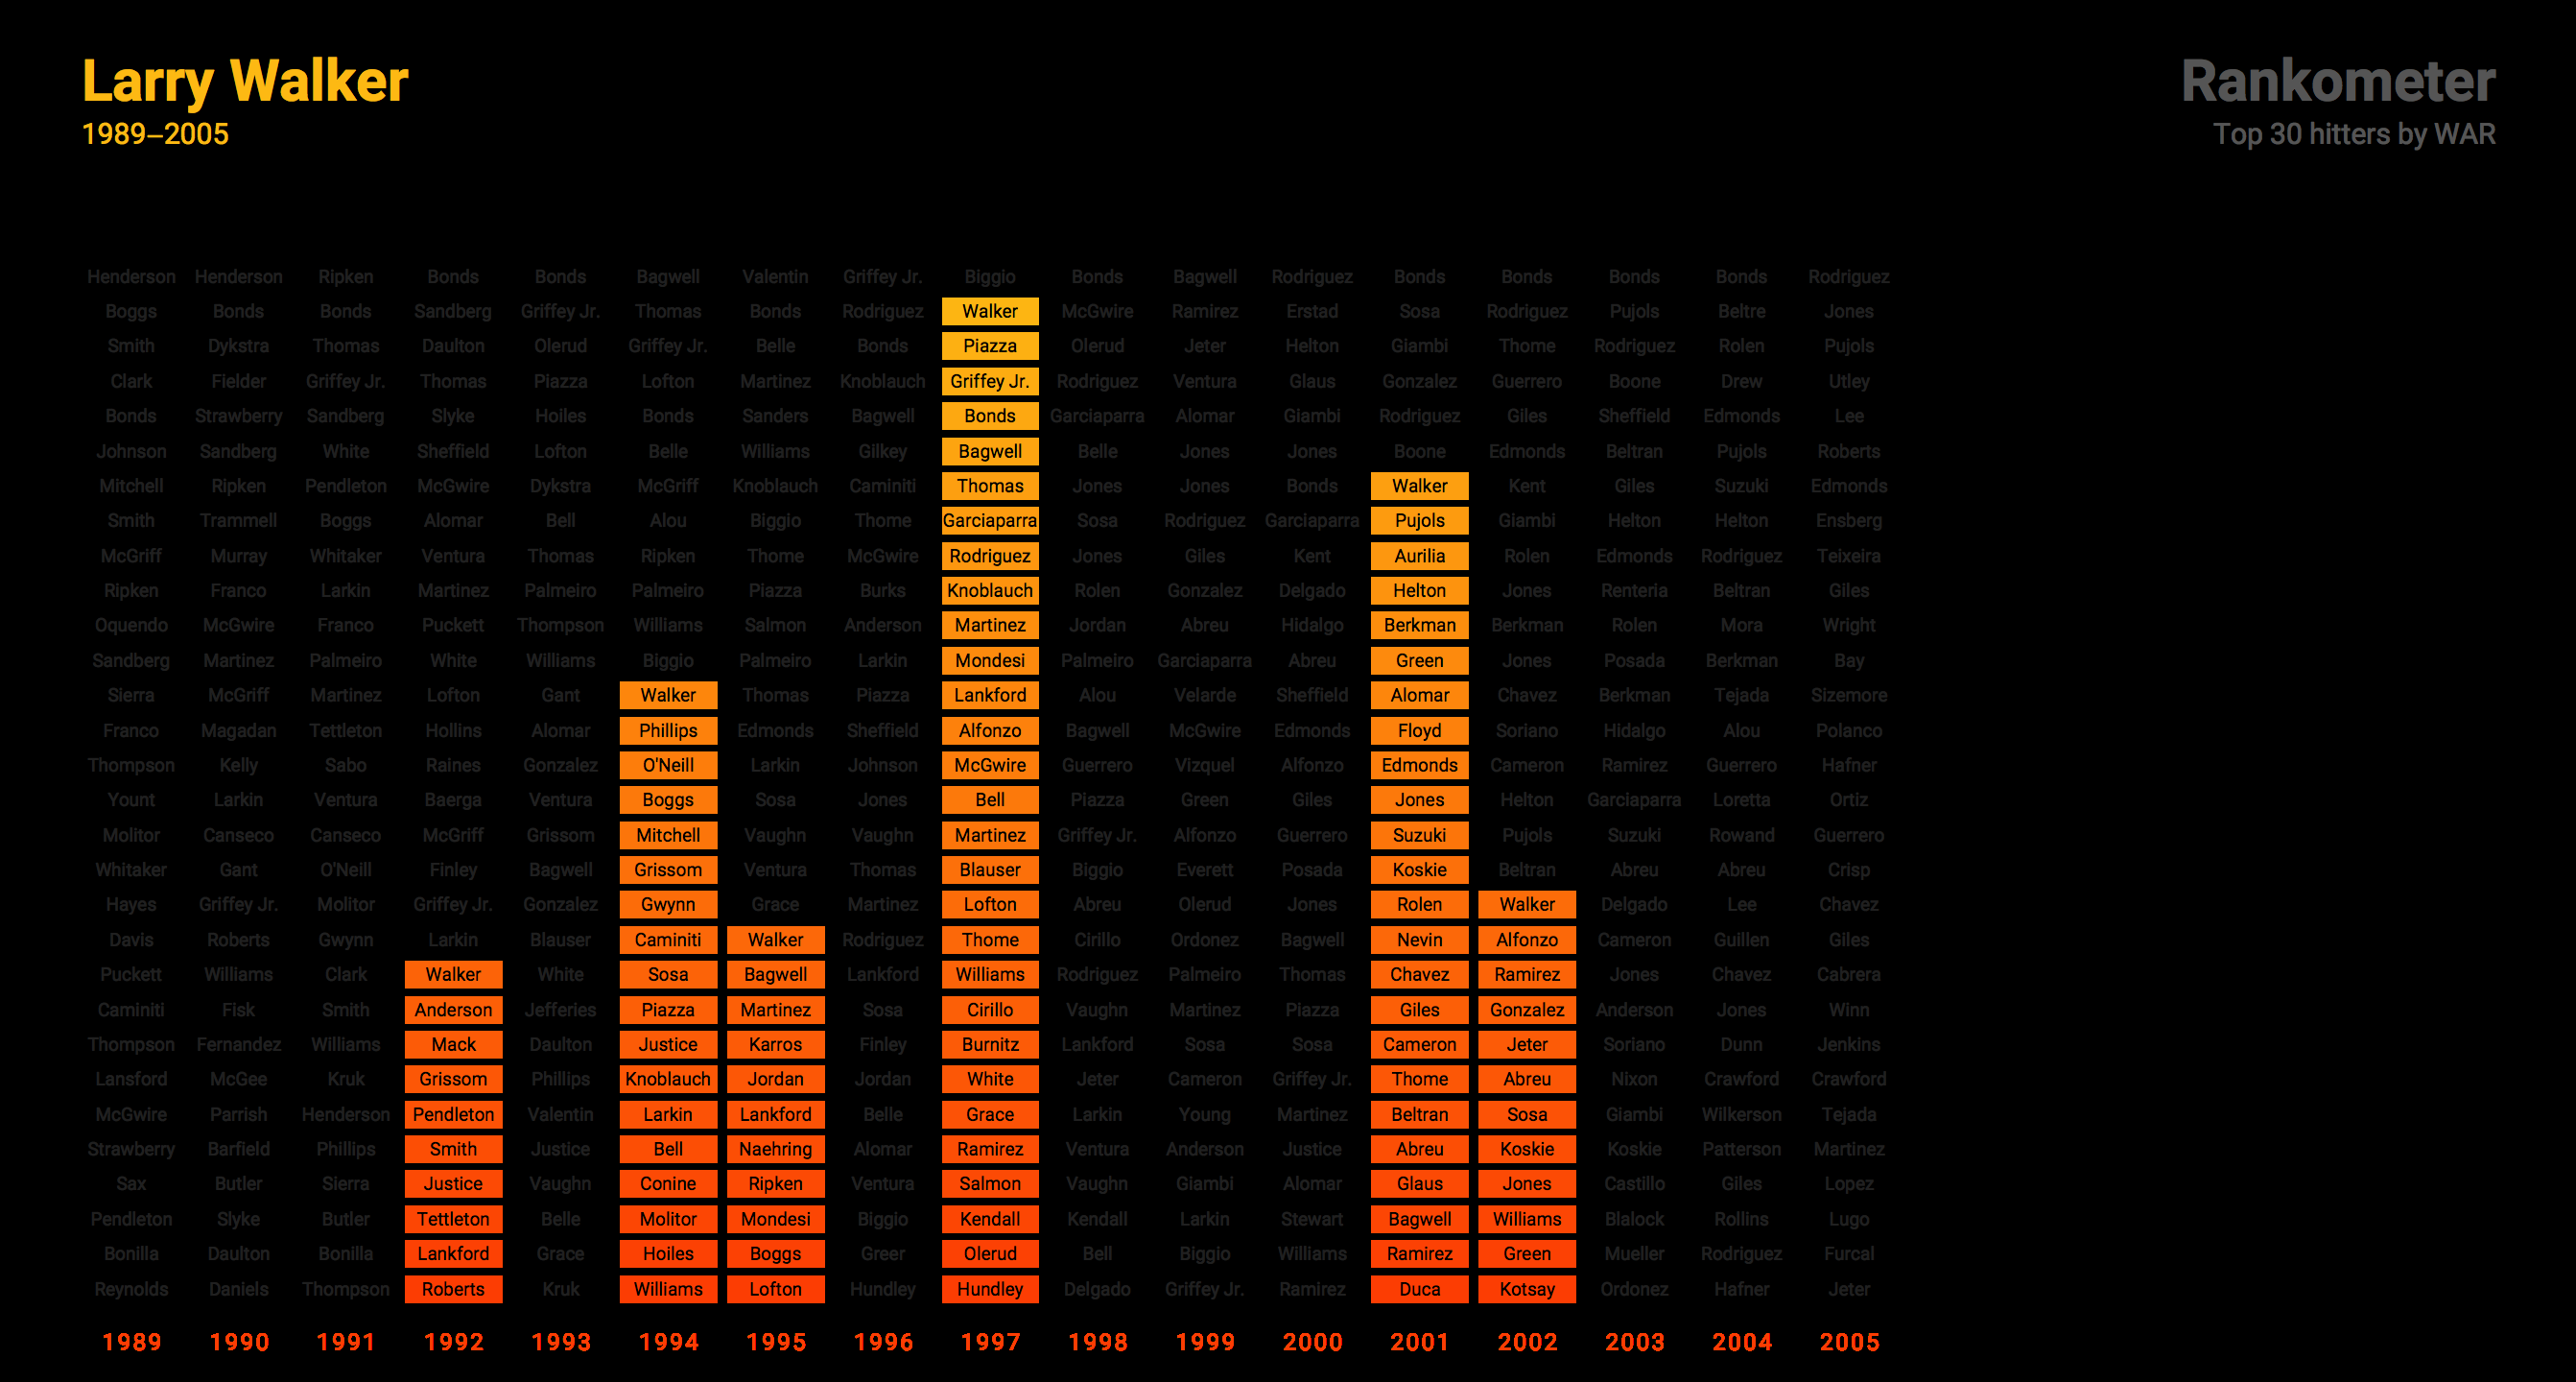 Larry Walker
1989–2005
Rankometer
Top 30 hitters by WAR
Henderson Henderson Ripken Bonds Bonds Bagwell Valentin Griffey Jr. Biggio Bonds Bagwell Rodriguez Bonds Bonds Bonds Bonds Rodriguez
Boggs Bonds Bonds Sandberg Griffey Jr. Thomas Bonds Rodriguez Walker McGwire Ramirez Erstad Sosa Rodriguez Pujols Beltre Jones
Smith Dykstra Thomas Daulton Olerud Griffey Jr. Belle Bonds Piazza Olerud Jeter Helton Giambi Thome Rodriguez Rolen Pujols
Clark Fielder Griffey Jr. Thomas Piazza Lofton Martinez Knoblauch Griffey Jr. Rodriguez Ventura Glaus Gonzalez Guerrero Boone Drew Utley
Bonds Strawberry Sandberg Slyke Hoiles Bonds Sanders Bagwell Bonds Garciaparra Alomar Giambi Rodriguez Giles Sheffield Edmonds Lee
Johnson Sandberg White Sheffield Lofton Belle Williams Gilkey Bagwell Belle Jones Jones Boone Edmonds Beltran Pujols Roberts
Mitchell Ripken Pendleton McGwire Dykstra McGriff Knoblauch Caminiti Thomas Jones Jones Bonds Walker Kent Giles Suzuki Edmonds
Smith Trammell Boggs Alomar Bell Alou Biggio Thome Garciaparra Sosa Rodriguez Garciaparra Pujols Giambi Helton Helton Ensberg
McGriff Murray Whitaker Ventura Thomas Ripken Thome McGwire Rodriguez Jones Giles Kent Aurilia Rolen Edmonds Rodriguez Teixeira
Ripken Franco Larkin Martinez Palmeiro Palmeiro Piazza Burks Knoblauch Rolen Gonzalez Delgado Helton Jones Renteria Beltran Giles
Oquendo McGwire Franco Puckett Thompson Williams Salmon Anderson Martinez Jordan Abreu Hidalgo Berkman Berkman Rolen Mora Wright
Sandberg Martinez Palmeiro White Williams Biggio Palmeiro Larkin Mondesi Palmeiro Garciaparra Abreu Green Jones Posada Berkman Bay
Sierra McGriff Martinez Lofton Gant Walker Thomas Piazza Lankford Alou Velarde Sheffield Alomar Chavez Berkman Tejada Sizemore
Franco Magadan Tettleton Hollins Alomar Phillips Edmonds Sheffield Alfonzo Bagwell McGwire Edmonds Floyd Soriano Hidalgo Alou Polanco
Thompson Kelly Sabo Raines Gonzalez O'Neill Larkin Johnson McGwire Guerrero Vizquel Alfonzo Edmonds Cameron Ramirez Guerrero Hafner
Yount Larkin Ventura Baerga Ventura Boggs Sosa Jones Bell Piazza Green Giles Jones Helton Garciaparra Loretta Ortiz
Molitor Canseco Canseco McGriff Grissom Mitchell Vaughn Vaughn Martinez Griffey Jr. Alfonzo Guerrero Suzuki Pujols Suzuki Rowand Guerrero
Whitaker Gant O'Neill Finley Bagwell Grissom Ventura Thomas Blauser Biggio Everett Posada Koskie Beltran Abreu Abreu Crisp
Hayes Griffey Jr. Molitor Griffey Jr. Gonzalez Gwynn Grace Martinez Lofton Abreu Olerud Jones Rolen Walker Delgado Lee Chavez
Davis Roberts Gwynn Larkin Blauser Caminiti Walker Rodriguez Thome Cirillo Ordonez Bagwell Nevin Alfonzo Cameron Guillen Giles
Puckett Williams Clark Walker White Sosa Bagwell Lankford Williams Rodriguez Palmeiro Thomas Chavez Ramirez Jones Chavez Cabrera
Caminiti Fisk Smith Anderson Jefferies Piazza Martinez Sosa Cirillo Vaughn Martinez Piazza Giles Gonzalez Anderson Jones Winn
Thompson Fernandez Williams Mack Daulton Justice Karros Finley Burnitz Lankford Sosa Sosa Cameron Jeter Soriano Dunn Jenkins
Lansford McGee Kruk Grissom Phillips Knoblauch Jordan Jordan White Jeter Cameron Griffey Jr. Thome Abreu Nixon Crawford Crawford
McGwire Parrish Henderson Pendleton Valentin Larkin Lankford Belle Grace Larkin Young Martinez Beltran Sosa Giambi Wilkerson Tejada
Strawberry Barfield Phillips Smith Justice Bell Naehring Alomar Ramirez Ventura Anderson Justice Abreu Koskie Koskie Patterson Martinez
Sax Butler Sierra Justice Vaughn Conine Ripken Ventura Salmon Vaughn Giambi Alomar Glaus Jones Castillo Giles Lopez
Pendleton Slyke Butler Tettleton Belle Molitor Mondesi Biggio Kendall Kendall Larkin Stewart Bagwell Williams Blalock Rollins Lugo
Bonilla Daulton Bonilla Lankford Grace Hoiles Boggs Greer Olerud Bell Biggio Williams Ramirez Green Mueller Rodriguez Furcal
Reynolds Daniels Thompson Roberts Kruk Williams Lofton Hundley Hundley Delgado Griffey Jr. Ramirez Duca Kotsay Ordonez Hafner Jeter
1989 1990 1991 1992 1993 1994 1995 1996 1997 1998 1999 2000 2001 2002 2003 2004 2005